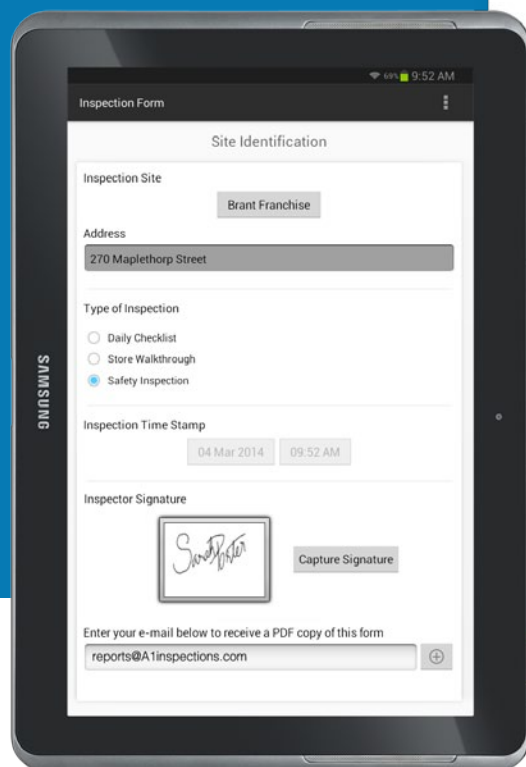 69% 9:52 AM
Inspection Form
Site Identification
Inspection Site
Brant Franchise
Address
270 Maplethorp Street
Type of Inspection
Daily Checklist
Store Walkthrough
Safety Inspection
Inspection Time Stamp
04 Mar 2014 09:52 AM
Inspector Signature
Capture Signature
Enter your e-mail below to receive a PDF copy of this form
reports@A1inspections.com
SAMSUNG